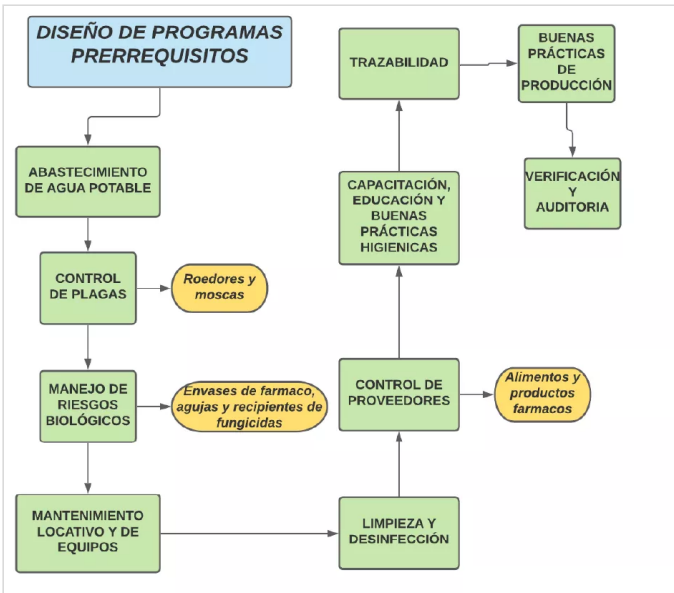 DISEÑO DE PROGRAMAS
PRERREQUISITOS
ABASTECIMIENTO
DE AGUA POTABLE
CONTROL
DE PLAGAS
Roedores y
moscas
MANEJO DE
RIESGOS
BIOLÓGICOS
Envases de farmaco,
agujas y recipientes de
fungicidas
MANTENIMIENTO
LOCATIVO Y DE
EQUIPOS
LIMPIEZA Y
DESINFECCIÓN
CONTROL DE
PROVEEDORES
Alimentos y
productos
farmacos
CAPACITACIÓN,
EDUCACIÓN Y
BUENAS
PRÁCTICAS
HIGIENICAS
TRAZABILIDAD
BUENAS
PRÁCTICAS
DE
PRODUCCIÓN
VERIFICACIÓN
Y
AUDITORIA